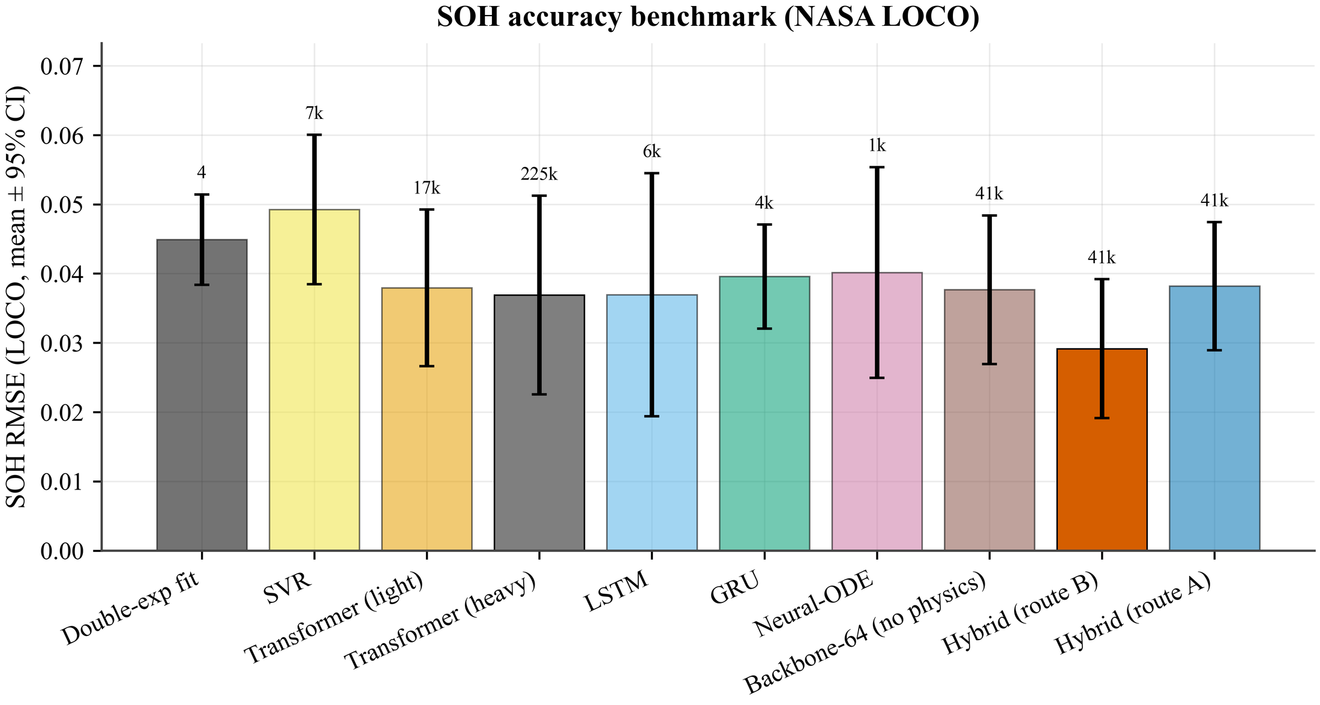 SOH accuracy benchmark (NASA LOCO)
SOH RMSE (LOCO, mean ± 95% CI)
0.07
0.06
0.05
0.04
0.03
0.02
0.01
0.00
4
7k
17k
225k
6k
4k
1k
41k
41k
41k
Double-exp fit
SVR
Transformer (light)
Transformer (heavy)
LSTM
GRU
Neural-ODE
Backbone-64 (no physics)
Hybrid (route B)
Hybrid (route A)